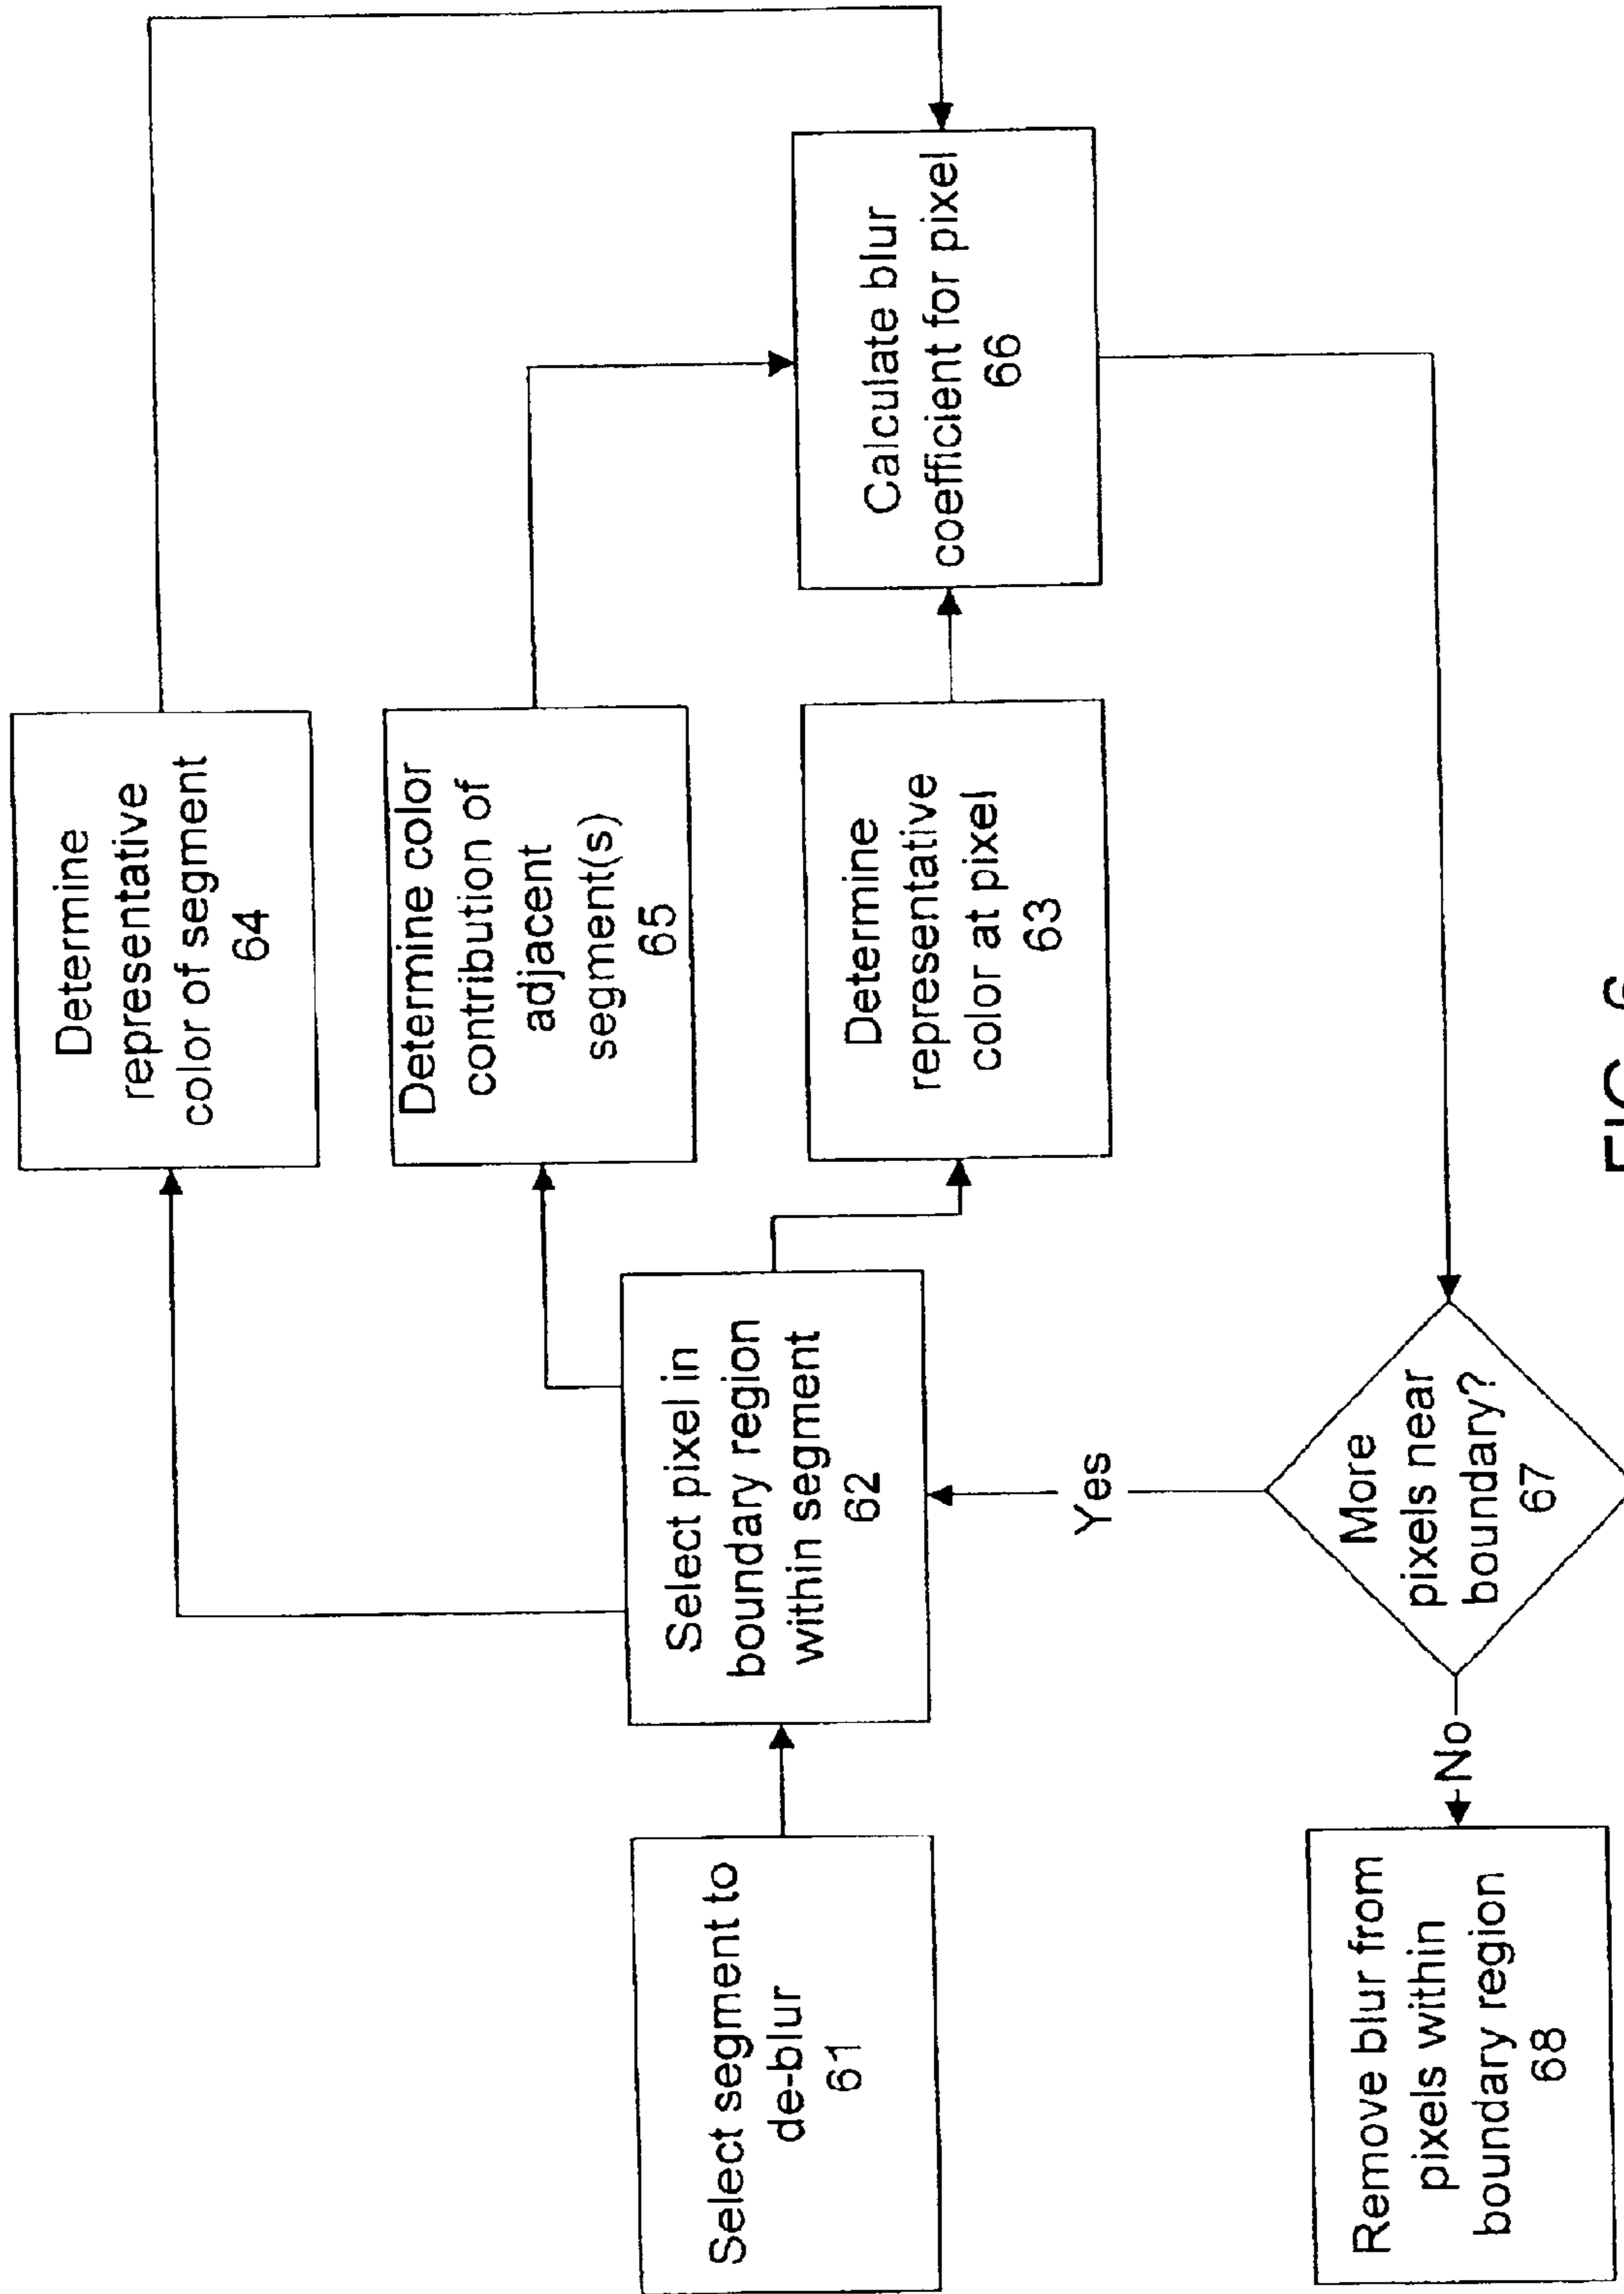 Select segment to
de-blur
61
Select pixel in
boundary region
within segment
62
Determine
representative
color of segment
64
Determine color
contribution of
adjacent
segment(s)
65
Determine
representative
color at pixel
63
Calculate blur
coefficient for pixel
66
More
pixels near
boundary?
67
Yes
No
Remove blur from
pixels within
boundary region
68